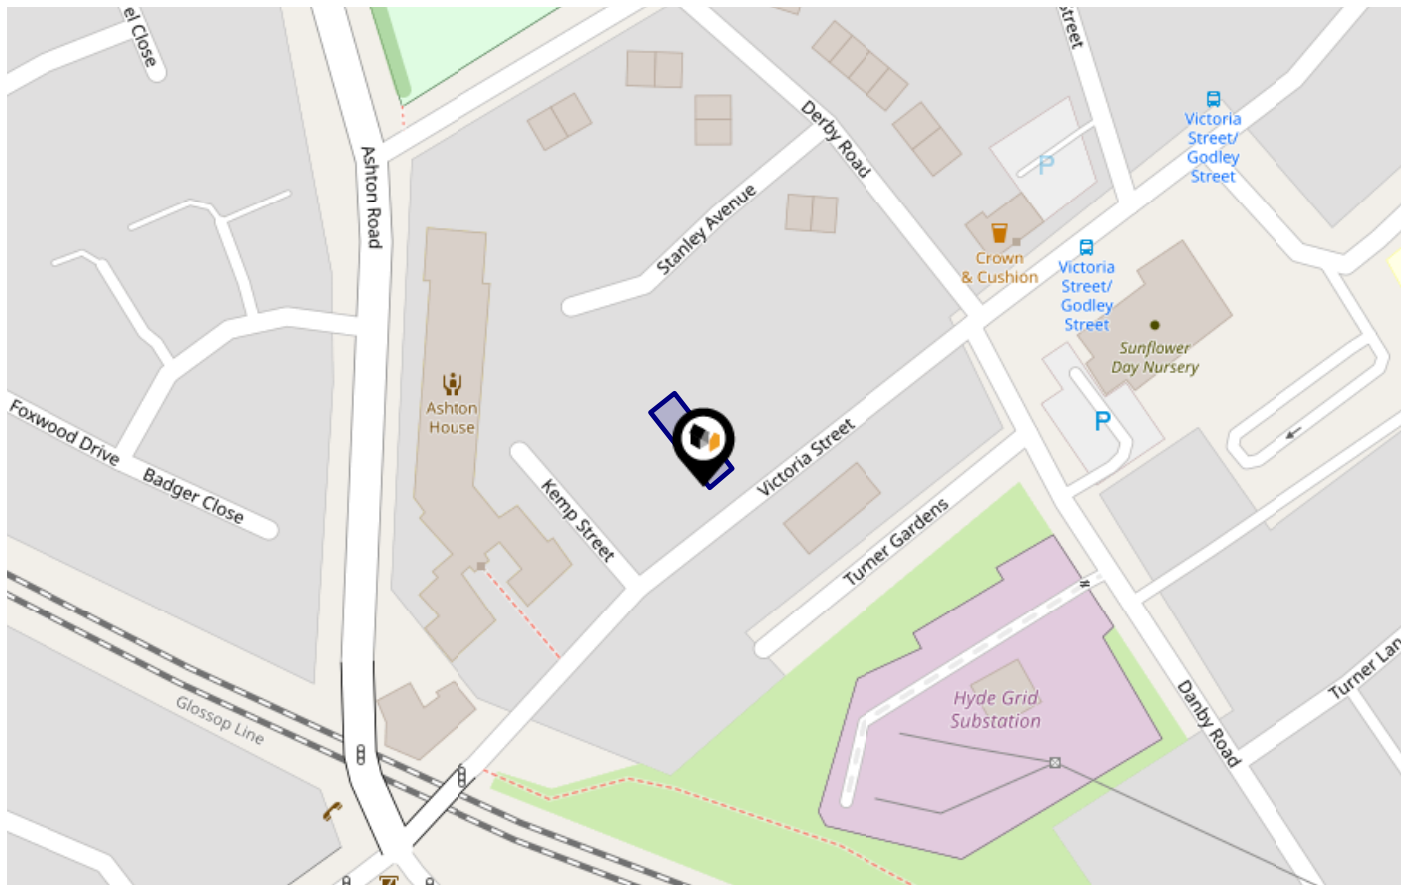 el Close
Street
Derby Road
Victoria
Street/
Godley
Street
P
Ashton Road
Stanley Avenue
Crown
& Cushion
Victoria
Street/
Godley
Street
Sunflower
Day Nursery
Ashton
House
Foxwood Drive
Badger Close
P
Victoria Street
Kemp Street
Turner Gardens
Glossop Line
Hyde Grid
Substation
Danby Road
Turner Lan